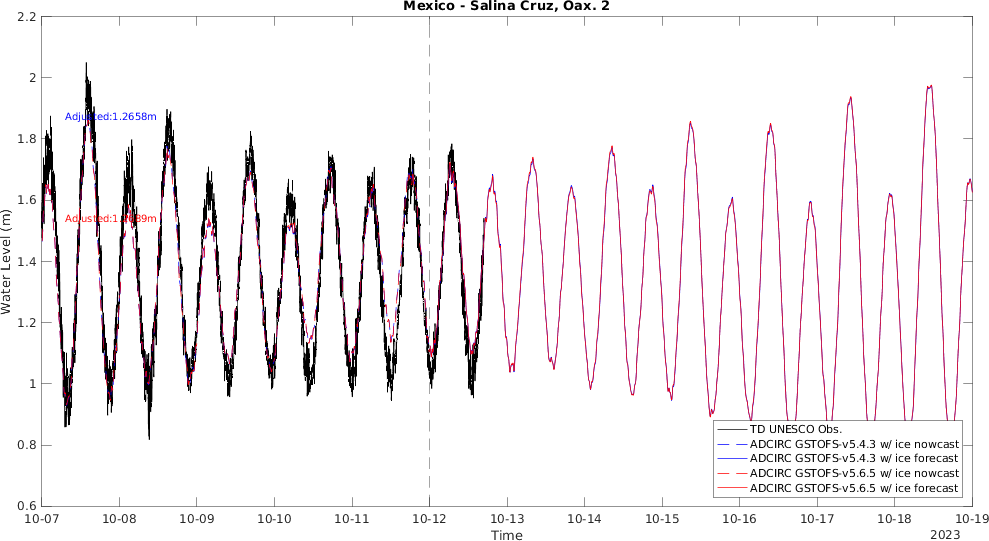 Mexico - Salina Cruz, Oax. 2
2.2
2
1.8
1.6
1.4
1.2
1
0.8
0.6
Water Level (m)
Adjusted:1.2658m
10-07
10-08
10-09
10-10
10-11
10-12
10-13
10-14
10-15
10-16
10-17
10-18
10-19
Time
2023
TD UNESCO Obs.
ADCIRC GSTOFS-v5.4.3 w/ ice nowcast
ADCIRC GSTOFS-v5.4.3 w/ ice forecast
ADCIRC GSTOFS-v5.6.5 w/ ice nowcast
ADCIRC GSTOFS-v5.6.5 w/ ice forecast